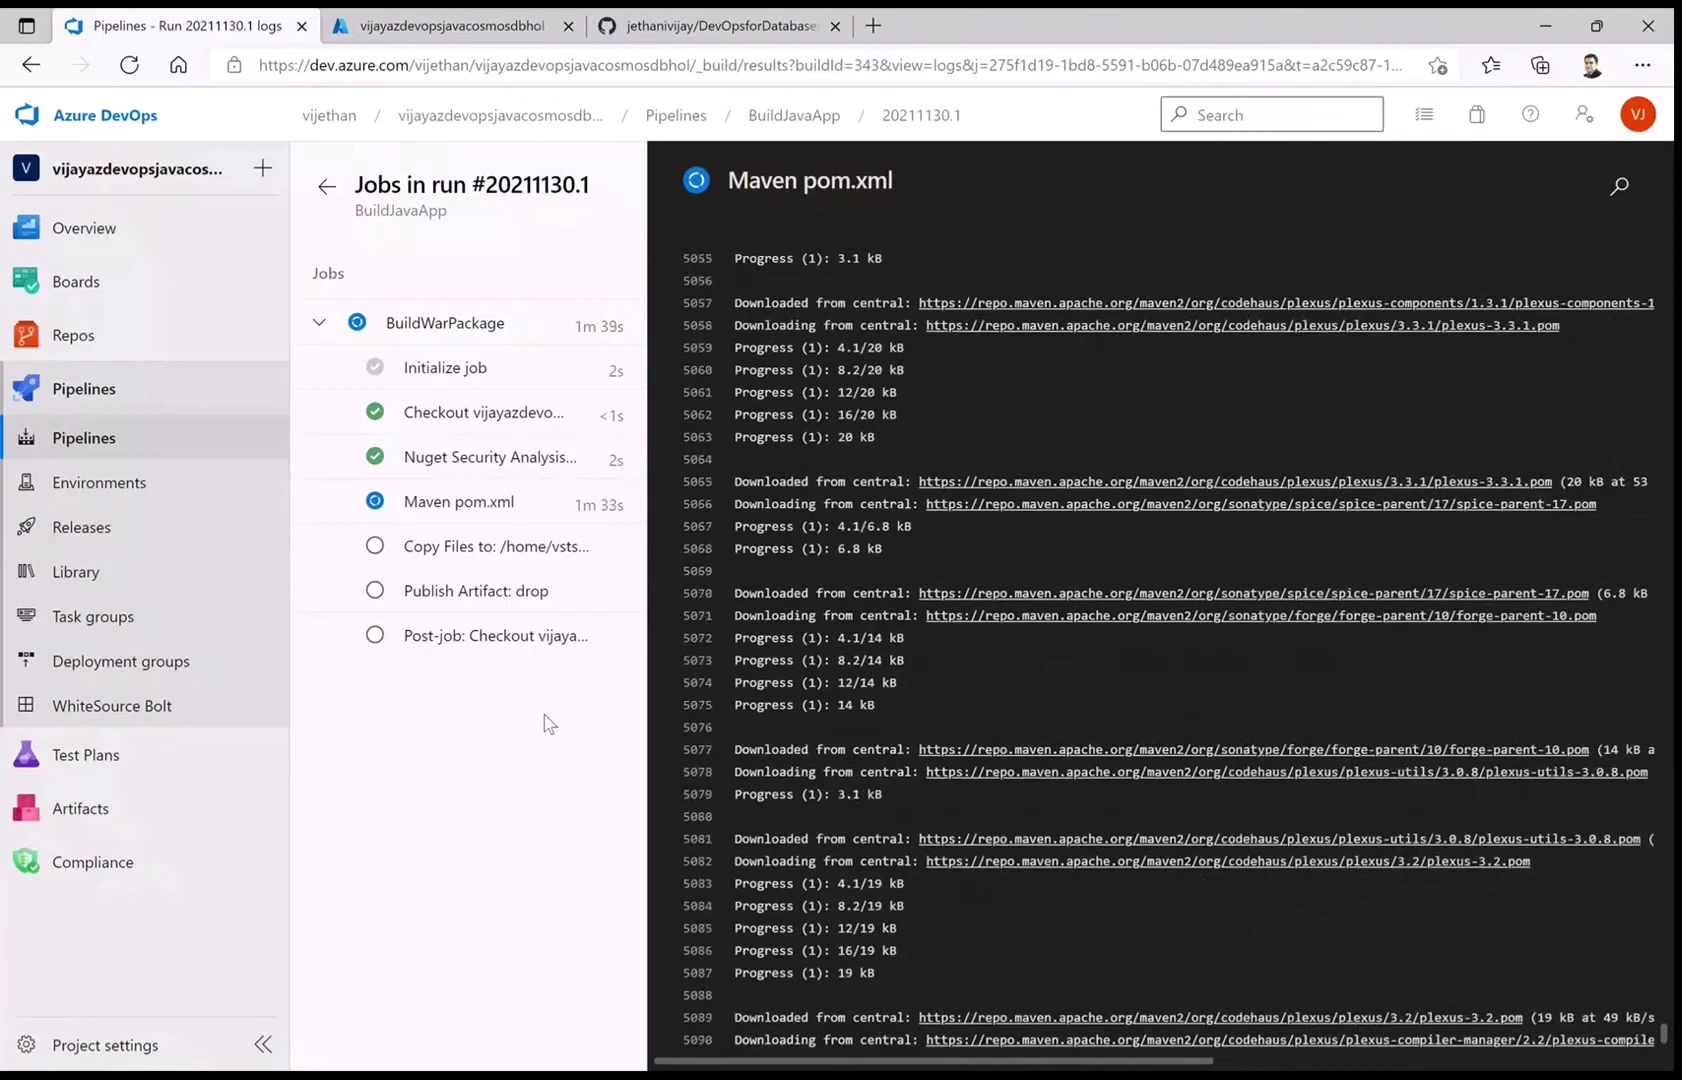 Pipelines - Run 20211130.1 logs
vijayazdevopsjavacosmosdbhol
jethanivijay/DevOpsforDatabase
https://dev.azure.com/vijethan/vijayazdevopsjavacosmosdbhol/_build/results?buildId=343&view=logs&j=275f1d19-1bd8-5591-b06b-07d489ea915a&t=a2c59c87-1...
Azure DevOps
vijethan / vijayazdevopsjavacosmosdb... / Pipelines / BuildJavaApp / 20211130.1
Search
VJ
V vijayazdevopsjavacos...
Overview
Boards
Repos
Pipelines
Pipelines
Environments
Releases
Library
Task groups
Deployment groups
WhiteSource Bolt
Test Plans
Artifacts
Compliance
Project settings
Jobs in run #20211130.1
BuildJavaApp
Jobs
BuildWarPackage 1m 39s
Initialize job 2s
Checkout vijayazdevo... <1s
Nuget Security Analysis... 2s
Maven pom.xml 1m 33s
Copy Files to: /home/vsts...
Publish Artifact: drop
Post-job: Checkout vijaya...
Maven pom.xml
5055 Progress (1): 3.1 kB
5056
5057 Downloaded from central: https://repo.maven.apache.org/maven2/org/codehaus/plexus/plexus-components/1.3.1/plexus-components-1
5058 Downloading from central: https://repo.maven.apache.org/maven2/org/codehaus/plexus/plexus/3.3.1/plexus-3.3.1.pom
5059 Progress (1): 4.1/20 kB
5060 Progress (1): 8.2/20 kB
5061 Progress (1): 12/20 kB
5062 Progress (1): 16/20 kB
5063 Progress (1): 20 kB
5064
5065 Downloaded from central: https://repo.maven.apache.org/maven2/org/codehaus/plexus/plexus/3.3.1/plexus-3.3.1.pom (20 kB at 53
5066 Downloading from central: https://repo.maven.apache.org/maven2/org/sonatype/spice/spice-parent/17/spice-parent-17.pom
5067 Progress (1): 4.1/6.8 kB
5068 Progress (1): 6.8 kB
5069
5070 Downloaded from central: https://repo.maven.apache.org/maven2/org/sonatype/spice/spice-parent/17/spice-parent-17.pom (6.8 kB
5071 Downloading from central: https://repo.maven.apache.org/maven2/org/sonatype/forge/forge-parent/10/forge-parent-10.pom
5072 Progress (1): 4.1/14 kB
5073 Progress (1): 8.2/14 kB
5074 Progress (1): 12/14 kB
5075 Progress (1): 14 kB
5076
5077 Downloaded from central: https://repo.maven.apache.org/maven2/org/sonatype/forge/forge-parent/10/forge-parent-10.pom (14 kB a
5078 Downloading from central: https://repo.maven.apache.org/maven2/org/codehaus/plexus/plexus-utils/3.0.8/plexus-utils-3.0.8.pom
5079 Progress (1): 3.1 kB
5080
5081 Downloaded from central: https://repo.maven.apache.org/maven2/org/codehaus/plexus/plexus-utils/3.0.8/plexus-utils-3.0.8.pom (
5082 Downloading from central: https://repo.maven.apache.org/maven2/org/codehaus/plexus/plexus/3.2/plexus-3.2.pom
5083 Progress (1): 4.1/19 kB
5084 Progress (1): 8.2/19 kB
5085 Progress (1): 12/19 kB
5086 Progress (1): 16/19 kB
5087 Progress (1): 19 kB
5088
5089 Downloaded from central: https://repo.maven.apache.org/maven2/org/codehaus/plexus/plexus/3.2/plexus-3.2.pom (19 kB at 49 kB/s
5090 Downloading from central: https://repo.maven.apache.org/maven2/org/codehaus/plexus/plexus-compiler-manager/2.2/plexus-compile